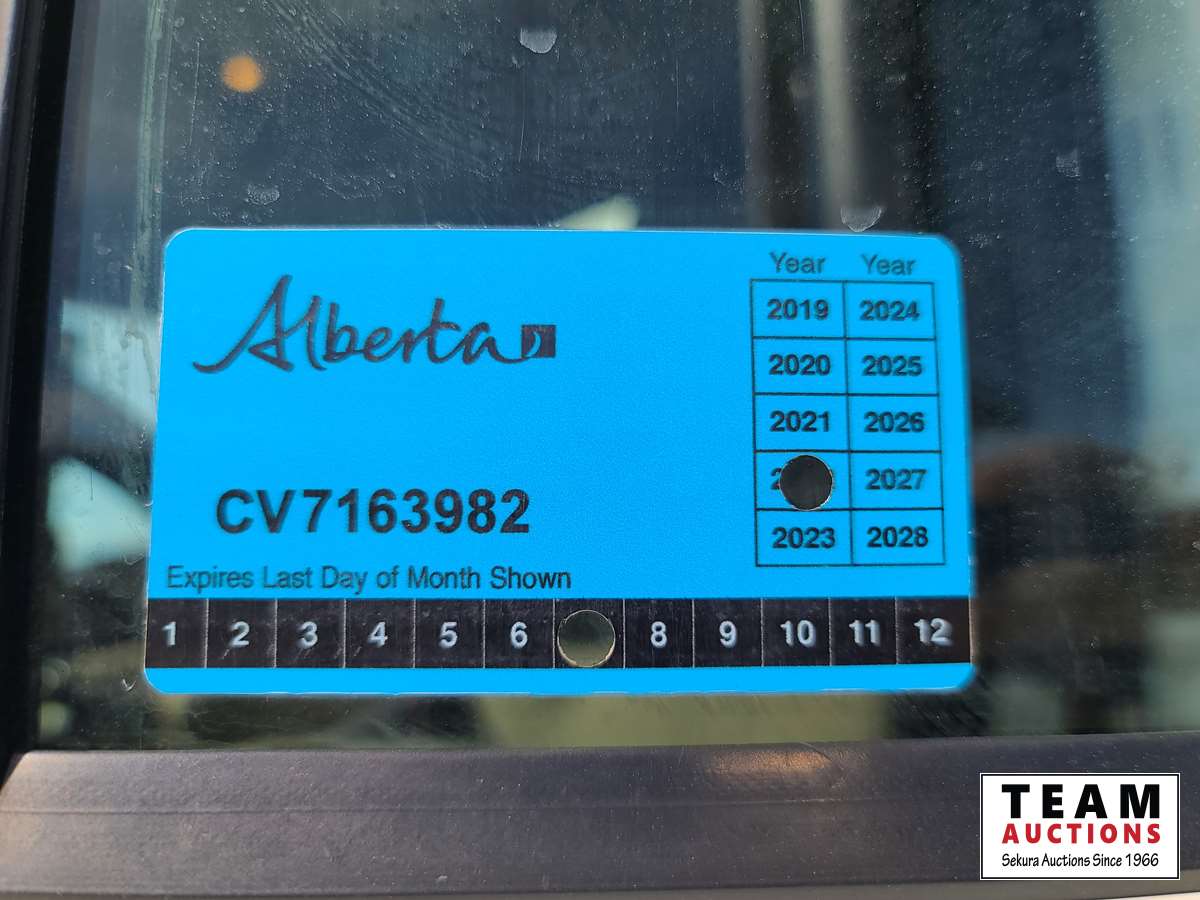 Alberta
Year Year
2019 2024
2020 2025
2021 2026
2027
2023 2028
CV7163982
Expires Last Day of Month Shown
1 2 3 4 5 6 8 9 10 11 12
TEAM
AUCTIONS
Sekura Auctions Since 1966